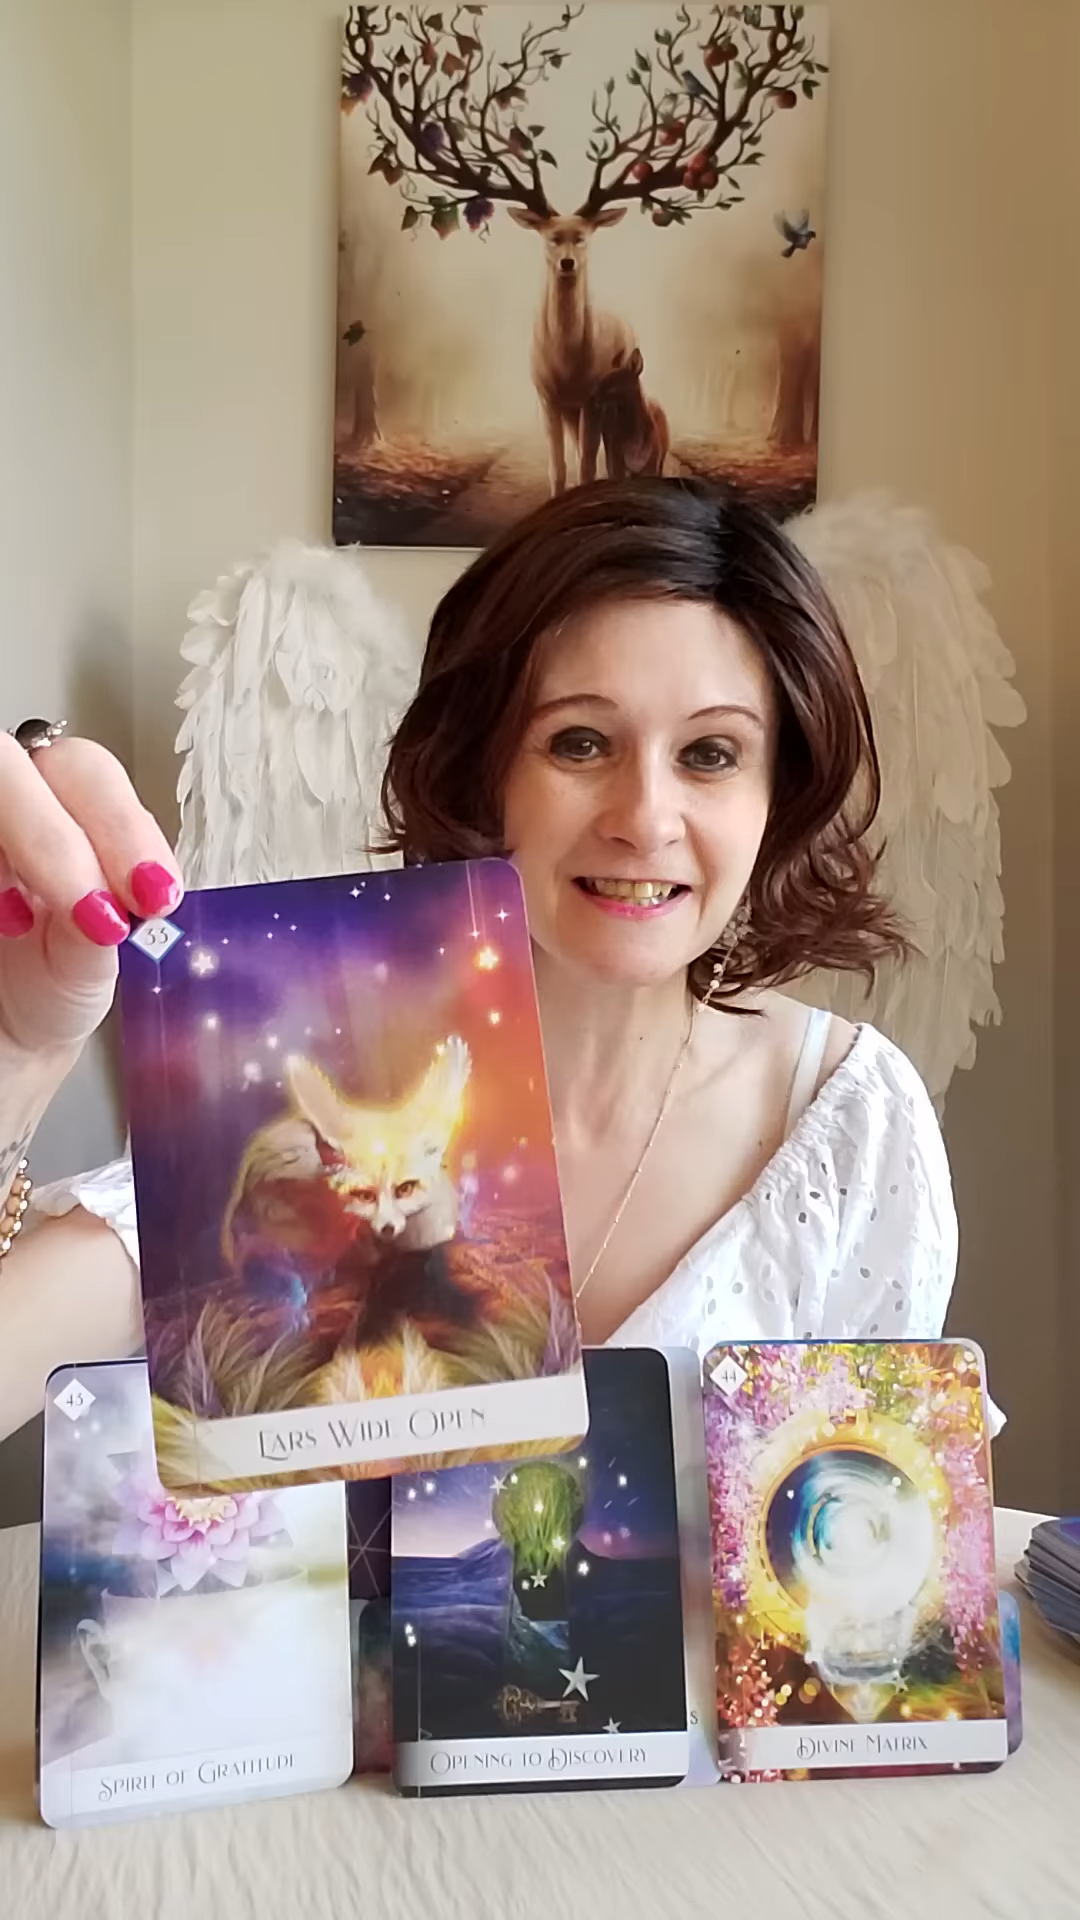 33
EARS WIDE OPEN
43
44
S
SPIRIT OF GRATITUDE
OPENING TO DISCOVERY
DIVINE MATRIX